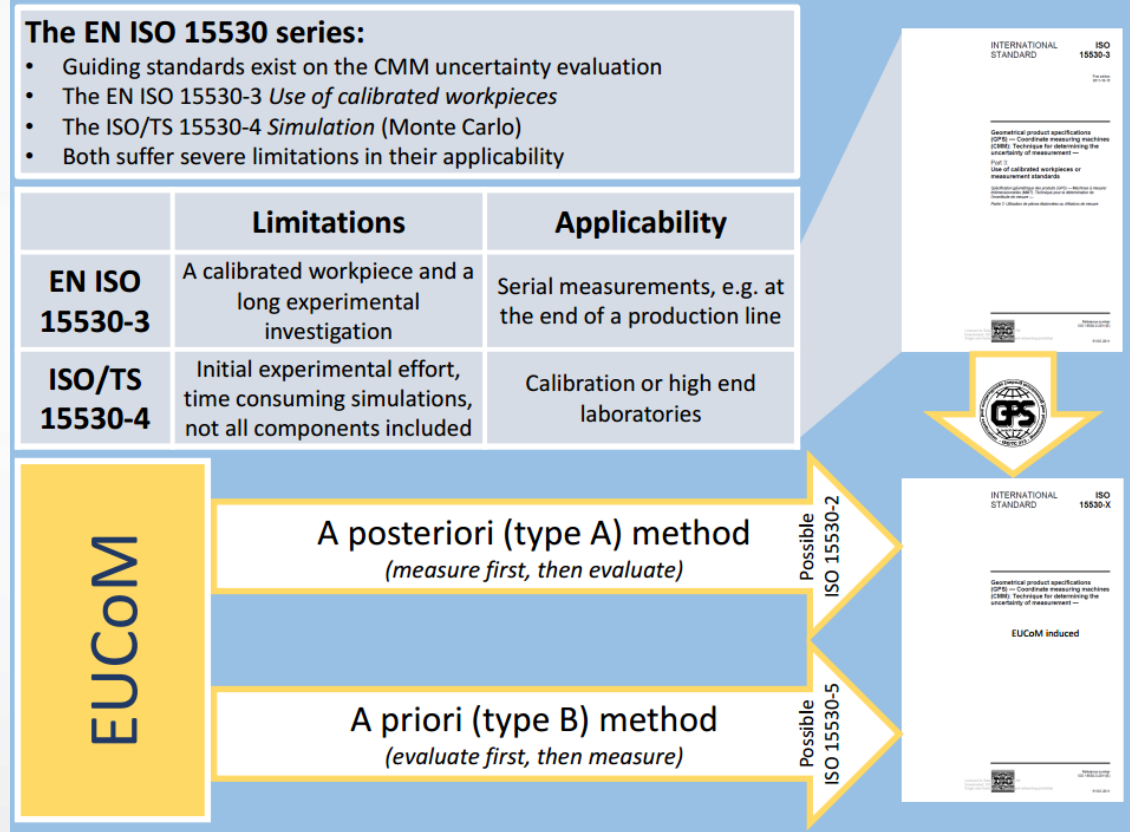 The EN ISO 15530 series:
• Guiding standards exist on the CMM uncertainty evaluation
• The EN ISO 15530-3 Use of calibrated workpieces
• The ISO/TS 15530-4 Simulation (Monte Carlo)
• Both suffer severe limitations in their applicability
Limitations
Applicability
EN ISO
15530-3
A calibrated workpiece and a
long experimental
investigation
Serial measurements, e.g. at
the end of a production line
ISO/TS
15530-4
Initial experimental effort,
time consuming simulations,
not all components included
Calibration or high end
laboratories
INTERNATIONAL
STANDARD
ISO
15530-3
Geometrical product specifications
(GPS) — Coordinate measuring machines
(CMM): Technique for determining the
uncertainty of measurement —
Part 3:
Use of calibrated workpieces or
measurement standards
GPS
EUCoM
A posteriori (type A) method
(measure first, then evaluate)
Possible
ISO 15530-2
A priori (type B) method
(evaluate first, then measure)
Possible
ISO 15530-5
INTERNATIONAL
STANDARD
ISO
15530-X
Geometrical product specifications
(GPS) — Coordinate measuring machines
(CMM): Technique for determining the
uncertainty of measurement —
EUCoM induced